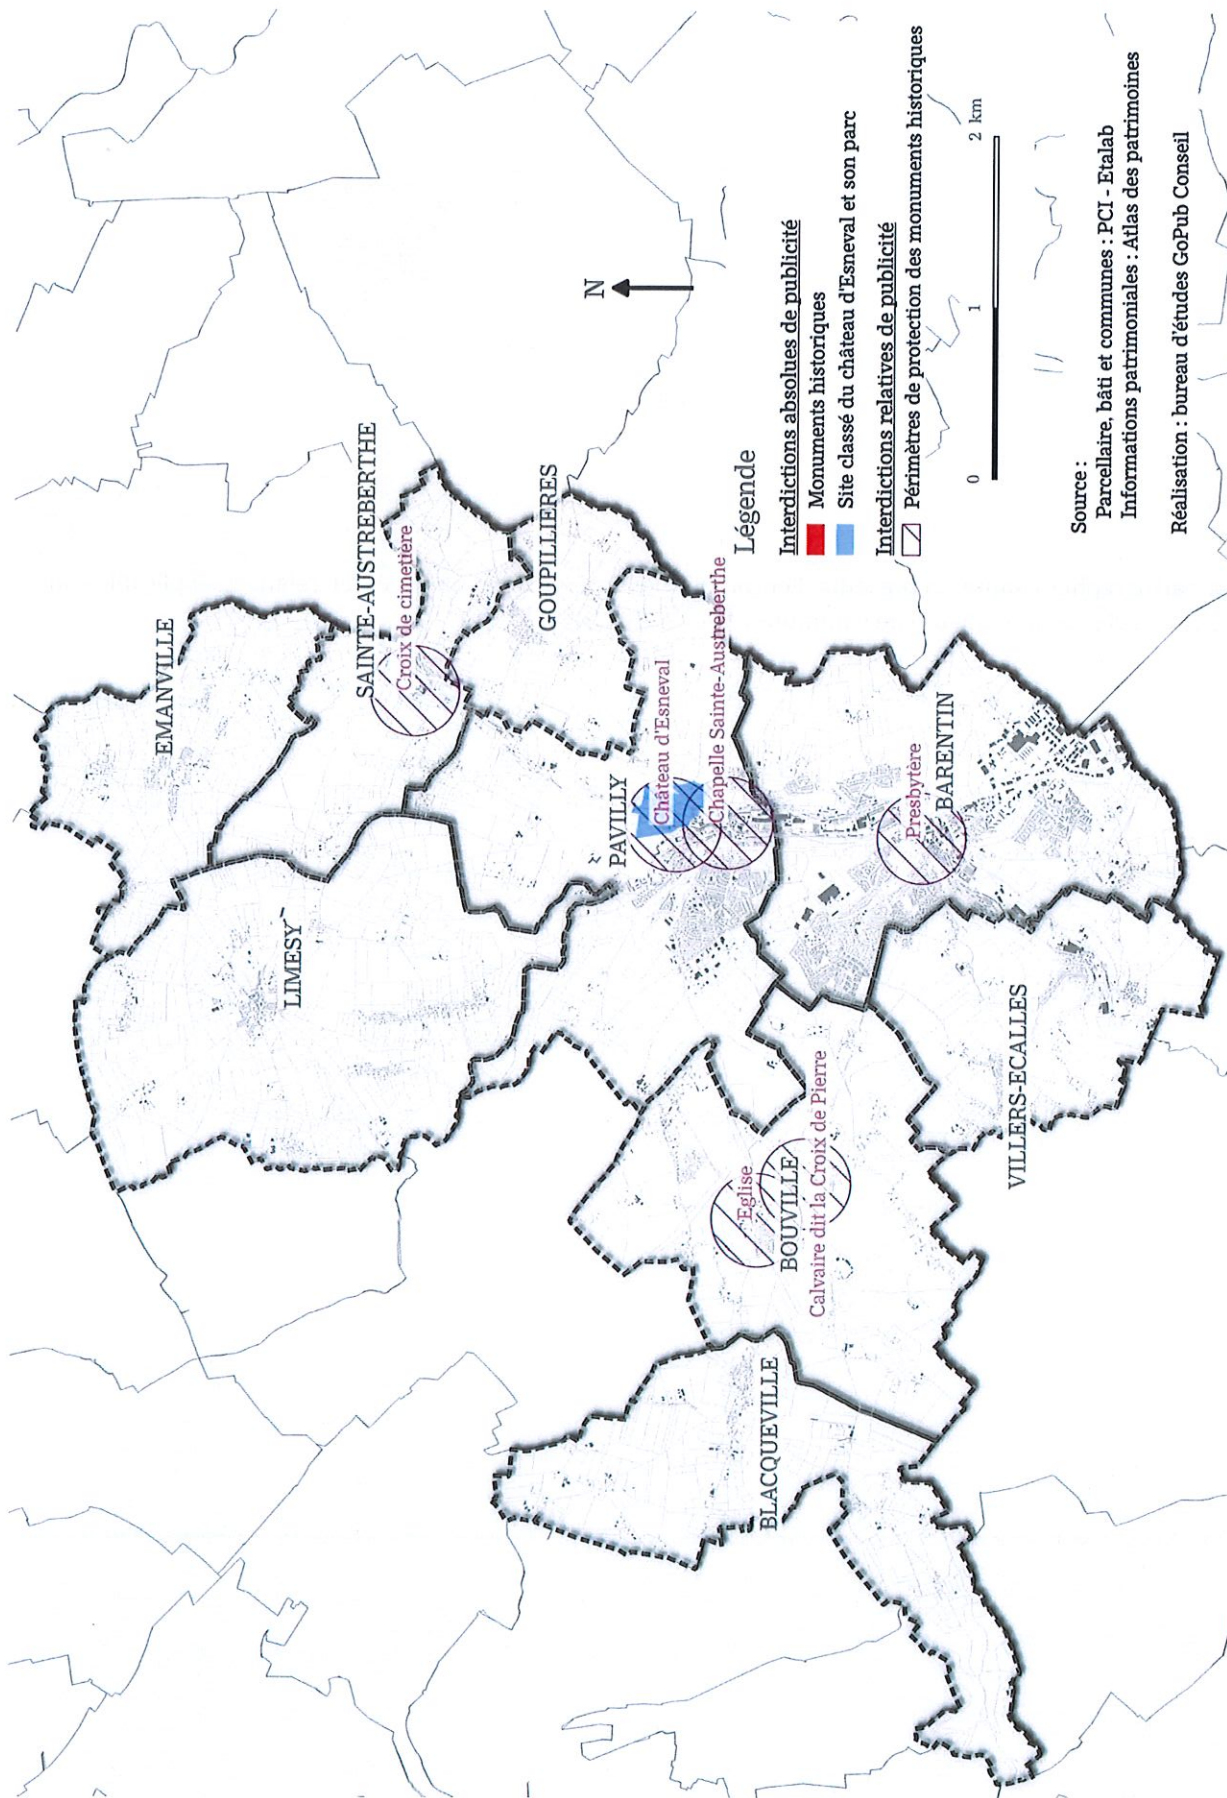 EMANVILLE
SAINTE-AUSTREBERTHE
Croix de cimetière
LIMESY
GOUPILLIERES
PAVILLY
Château d'Esneval
Chapelle Sainte-Austreberthe
Eglise
BOUVILLE
Calvaire dit la Croix de Pierre
BLACQUEVILLE
Presbytère
BARENTIN
VILLERS-ECALLES
N
Légende
Interdictions absolues de publicité
Monuments historiques
Site classé du château d'Esneval et son parc
Interdictions relatives de publicité
Périmètres de protection des monuments historiques
0 1 2 km
Source :
Parcellaire, bâti et communes : PCI - Etalab
Informations patrimoniales : Atlas des patrimoines
Réalisation : bureau d'études GoPub Conseil